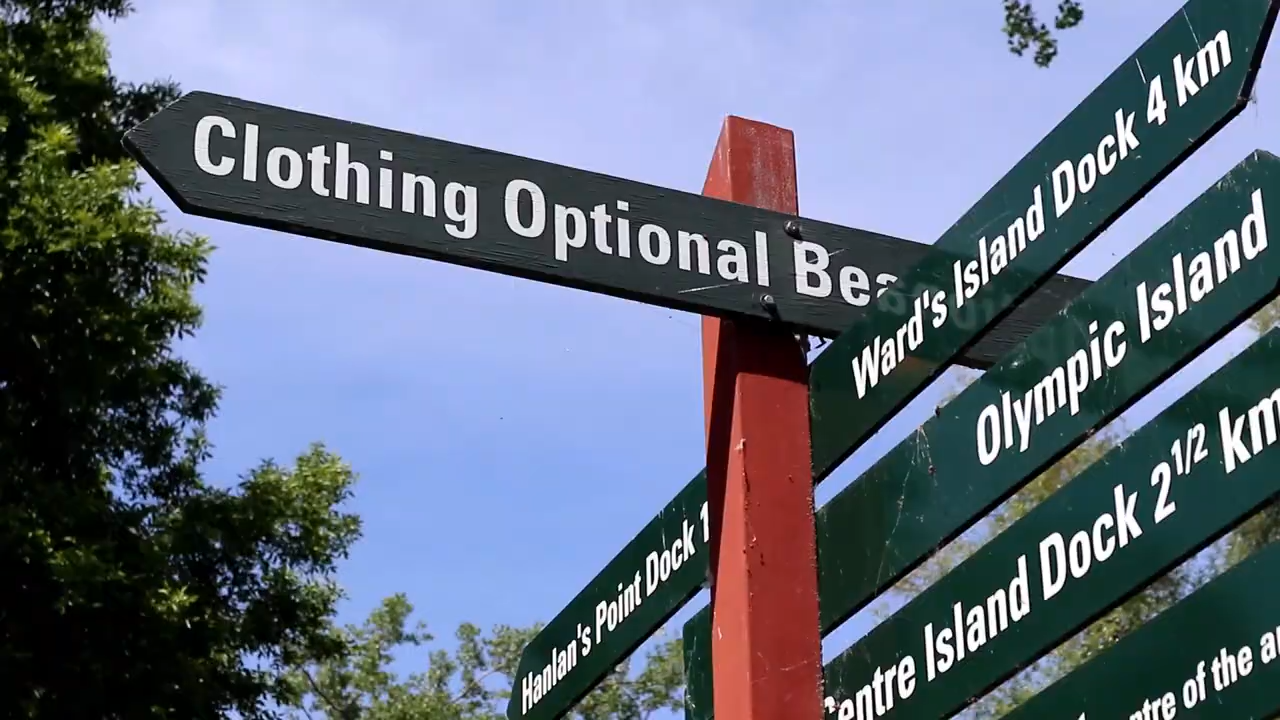 Clothing Optional Bea
Ward's Island Dock 4 km
Olympic Island
Hanlan's Point Dock 1
Centre Island Dock 2 1/2 km
ntre of the a